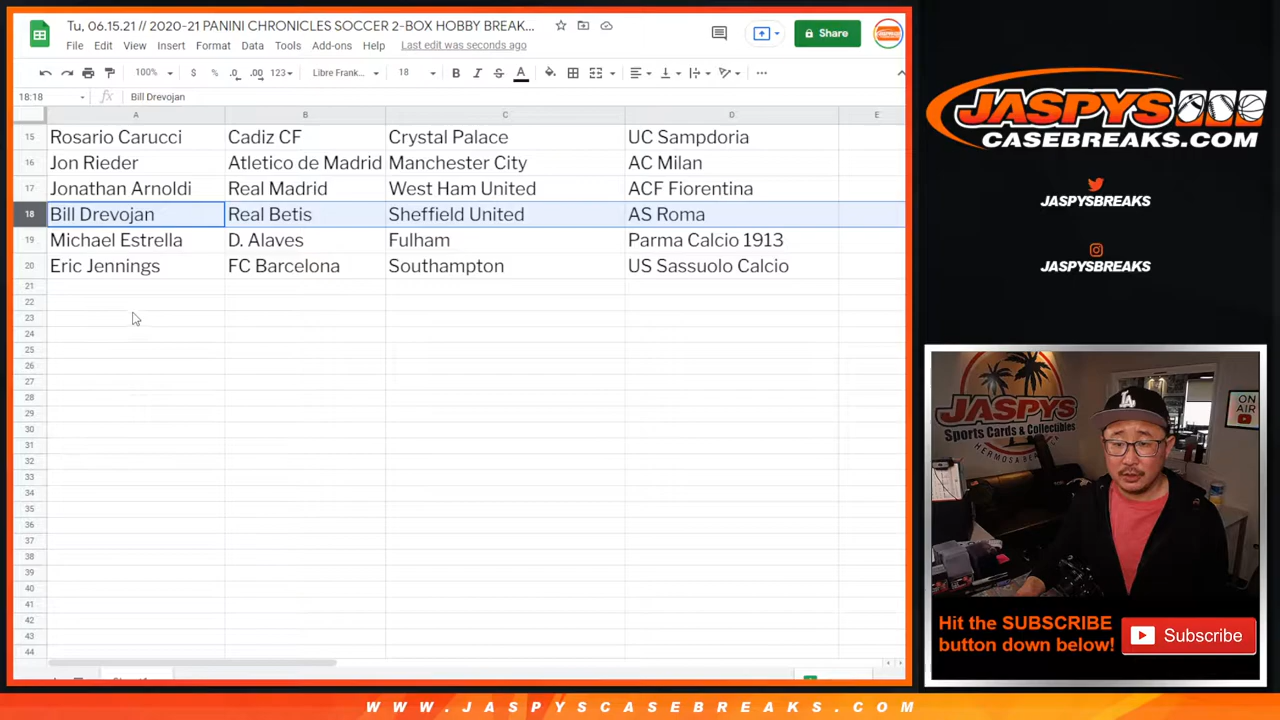 Tu, 06.15.21 // 2020-21 PANINI CHRONICLES SOCCER 2-BOX HOBBY BREAK...
File Edit View Insert Format Data Tools Add-ons Help Last edit was seconds ago
Share
100% $ % .0 .00 123 Libre Frank... 18 B I S A
18:18 fx Bill Drevojan
A B C D E
15 Rosario Carucci Cadiz CF Crystal Palace UC Sampdoria
16 Jon Rieder Atletico de Madrid Manchester City AC Milan
17 Jonathan Arnoldi Real Madrid West Ham United ACF Fiorentina
18 Bill Drevojan Real Betis Sheffield United AS Roma
19 Michael Estrella D. Alaves Fulham Parma Calcio 1913
20 Eric Jennings FC Barcelona Southampton US Sassuolo Calcio
21
22
23
24
25
26
27
28
29
30
31
32
33
34
35
36
37
38
39
40
41
42
43
44
JASPYS
CASEBREAKS.COM
JASPYSBREAKS
JASPYSBREAKS
JASPYS
Sports Cards & Collectibles
HERMOSA BEA
LA
ON
AIR
Hit the SUBSCRIBE
button down below!
Subscribe
WWW.JASPYSCASEBREAKS.COM